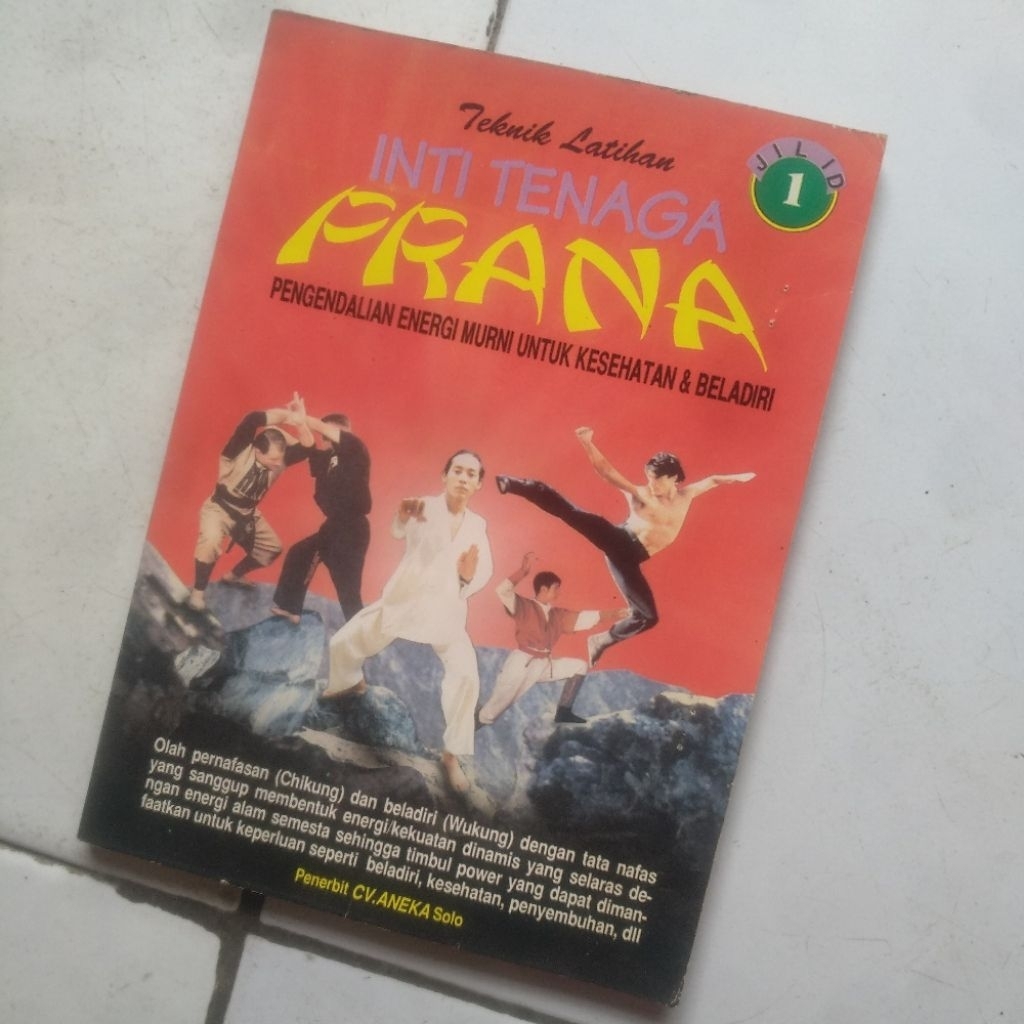 Teknik Latihan
JILID
1
INTI TENAGA
PRANA
PENGENDALIAN ENERGI MURNI UNTUK KESEHATAN & BELADIRI
Olah pernafasan (Chikung) dan beladiri (Wukung) dengan tata nafas
yang sanggup membentuk energi/kekuatan dinamis yang selaras de-
ngan energi alam semesta sehingga timbul power yang dapat diman-
faatkan untuk keperluan seperti beladiri, kesehatan, penyembuhan, dll
Penerbit CV.ANEKA Solo